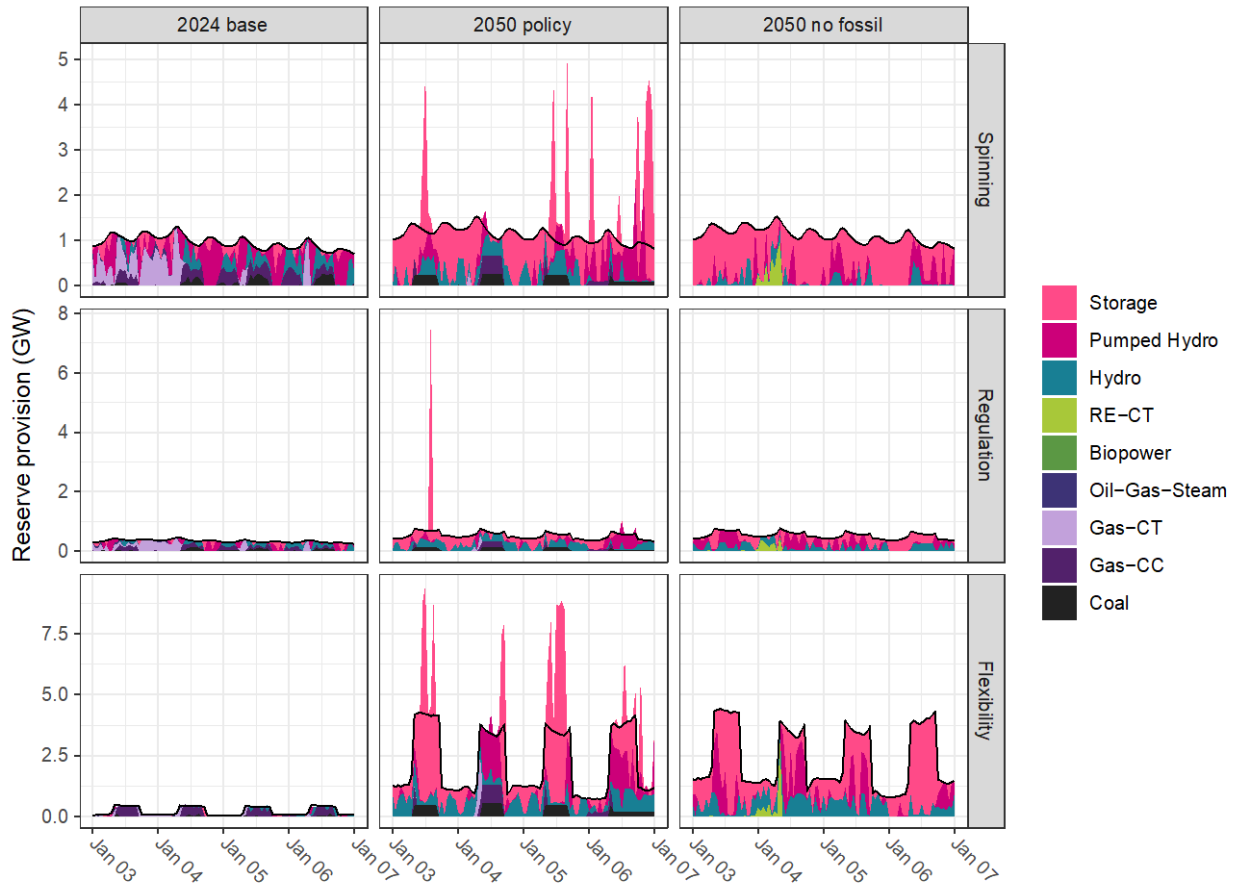 2024 base
2050 policy
2050 no fossil
Reserve provision (GW)
5
4
3
2
1
0
Spinning
8
6
4
2
0
Regulation
7.5
5.0
2.5
0.0
Flexibility
Jan 03
Jan 04
Jan 05
Jan 06
Jan 07
Jan 03
Jan 04
Jan 05
Jan 06
Jan 07
Jan 03
Jan 04
Jan 05
Jan 06
Jan 07
Storage
Pumped Hydro
Hydro
RE−CT
Biopower
Oil−Gas−Steam
Gas−CT
Gas−CC
Coal